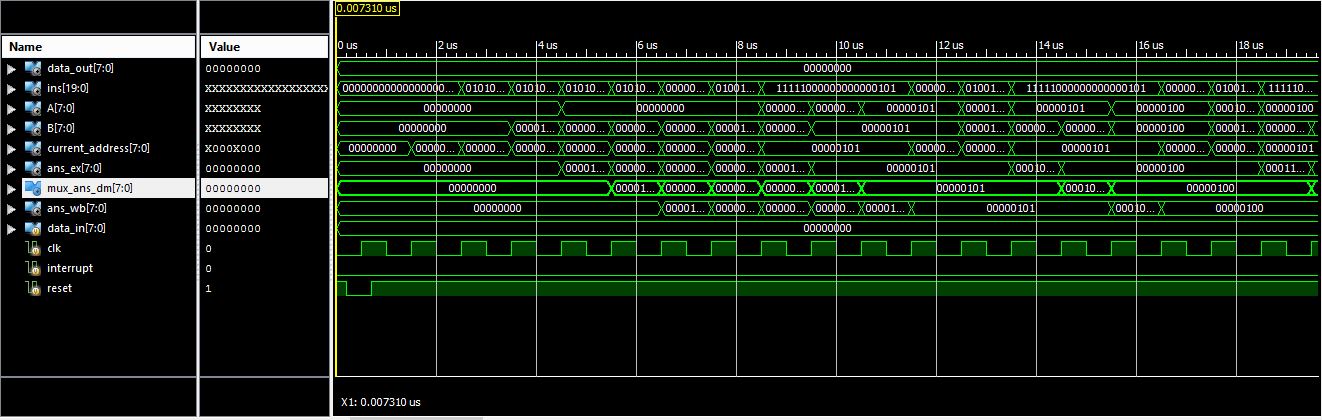 0.007310 us
Name Value 0 us 2 us 4 us 6 us 8 us 10 us 12 us 14 us 16 us 18 us
data_out[7:0] 00000000 00000000
ins[19:0] XXXXXXXXXXXXXXXXXX 00000000000000000... 01010... 01010... 01010... 01010... 00000... 01001... 11111000000000000101 00000... 01001... 11111000000000000101 00000... 01001... 111110...
A[7:0] XXXXXXXX 00000000 00000000 00000... 00000... 00000101 00001... 00000101 00000100 00010... 00000100
B[7:0] XXXXXXXX 00000000 00001... 00000... 00000... 00000... 00000... 00001... 00000101 00001... 00010... 00000... 00000100 00001... 00000...
current_address[7:0] X000X000 00000000 00000... 00000... 00000... 00000... 00000... 00000... 00000... 00000... 00000101 00000... 00000... 00000101 00000... 00000... 00000101
ans_ex[7:0] 00000000 00000000 00001... 00000... 00000... 00000... 00001... 00000101 00010... 00000100 00011...
mux_ans_dm[7:0] 00000000 00000000 00001... 00000... 00000... 00000... 00001... 00000101 00010... 00000100
ans_wb[7:0] 00000000 00000000 00001... 00000... 00000... 00000... 00001... 00000101 00010... 00000100
data_in[7:0] 00000000 00000000
clk 0
interrupt 0
reset 1
X1: 0.007310 us